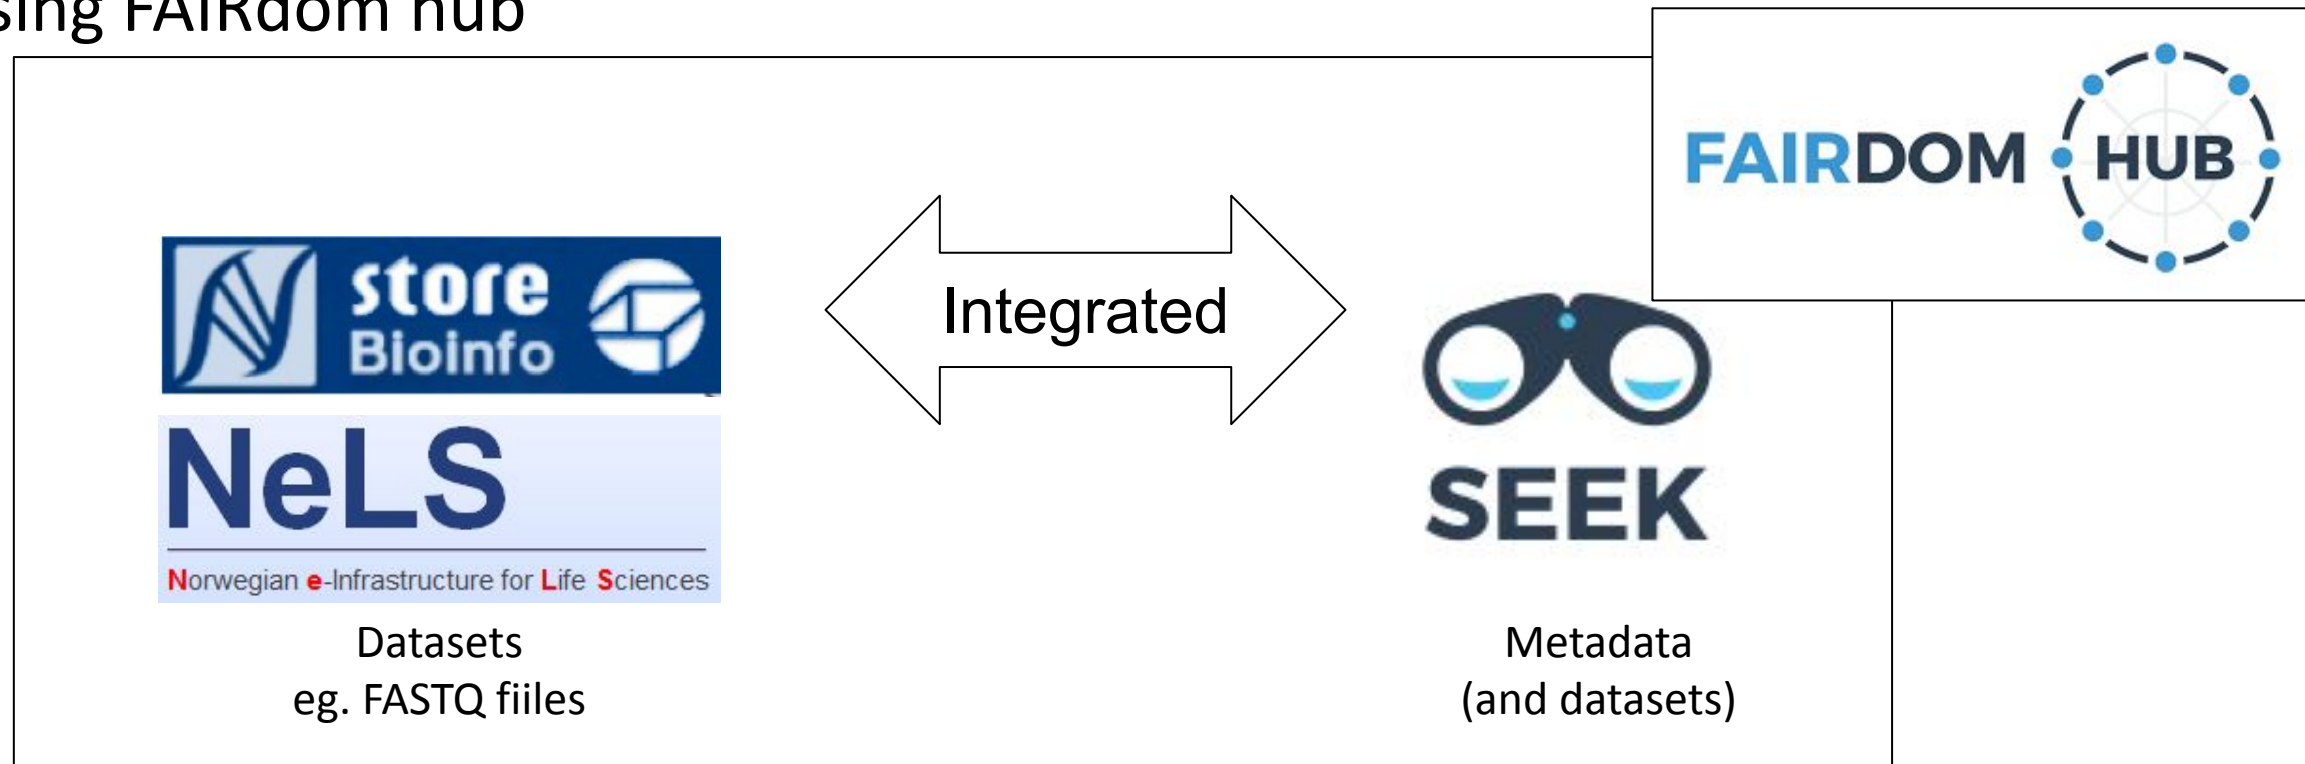 sing FAIRdom hub
FAIRDOM HUB
store
Bioinfo
Integrated
NeLS
SEEK
Norwegian e-Infrastructure for Life Sciences
Datasets
eg. FASTQ fiiles
Metadata
(and datasets)